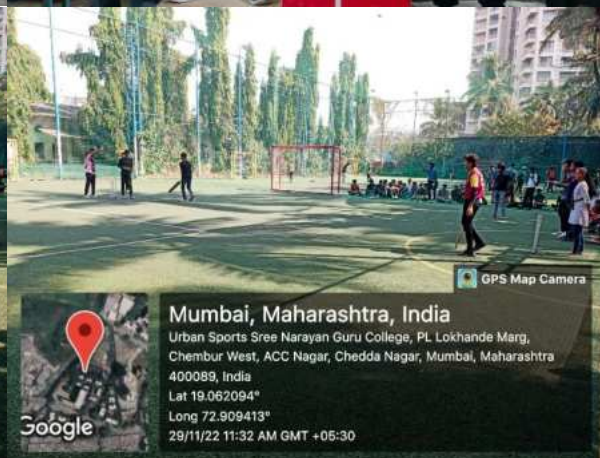 GPS Map Camera
Mumbai, Maharashtra, India
Urban Sports Sree Narayan Guru College, PL Lokhande Marg,
Chembur West, ACC Nagar, Chedda Nagar, Mumbai, Maharashtra
400089, India
Lat 19.062094°
Long 72.909413°
29/11/22 11:32 AM GMT +05:30
Google